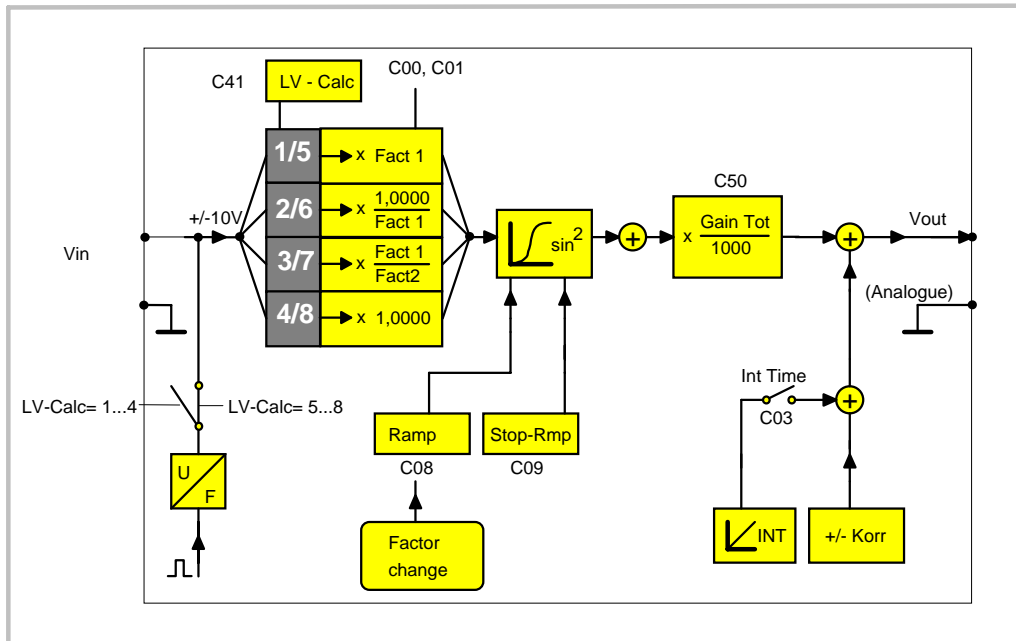 C41
LV - Calc
C00, C01
1/5
x Fact 1
2/6
x 1,0000
Fact 1
3/7
x Fact 1
Fact2
4/8
x 1,0000
+/-10V
Vin
sin2
C50
x Gain Tot
1000
Vout
(Analogue)
Int Time
C03
LV-Calc= 1...4
LV-Calc= 5...8
Ramp
C08
Stop-Rmp
C09
U
F
Factor
change
INT
+/- Korr